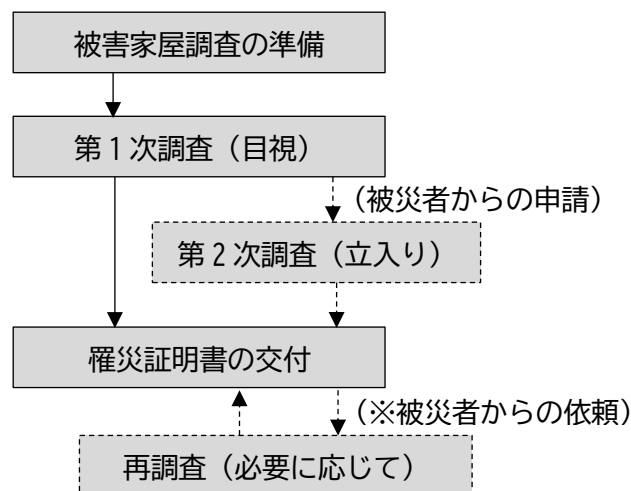 被害家屋調査の準備
第１次調査（目視）
（被災者からの申請）
第２次調査（立入り）
罹災証明書の交付
（※被災者からの依頼）
再調査（必要に応じて）